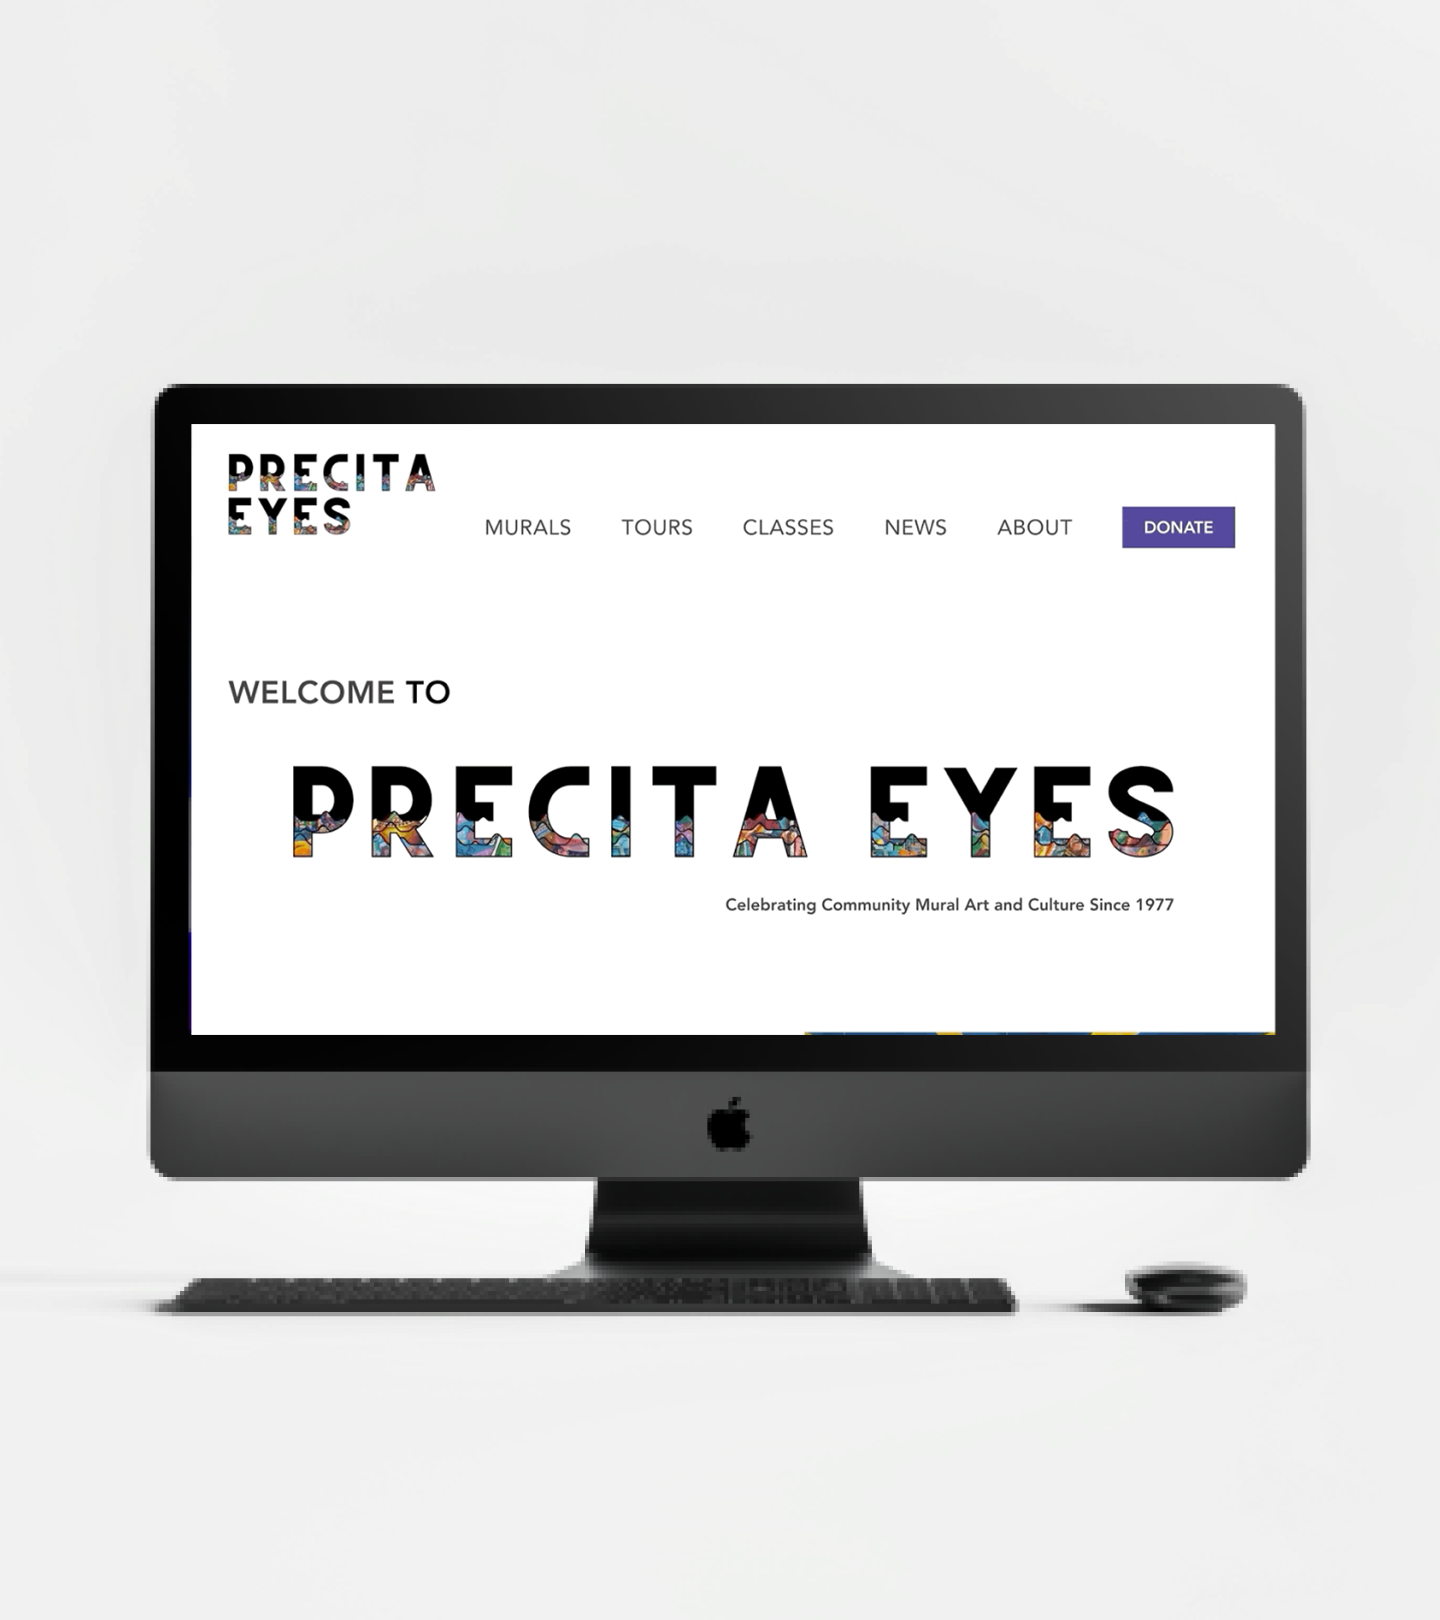 PRECITA
EYES
MURALS TOURS CLASSES NEWS ABOUT DONATE
WELCOME TO
PRECITA EYES
Celebrating Community Mural Art and Culture Since 1977